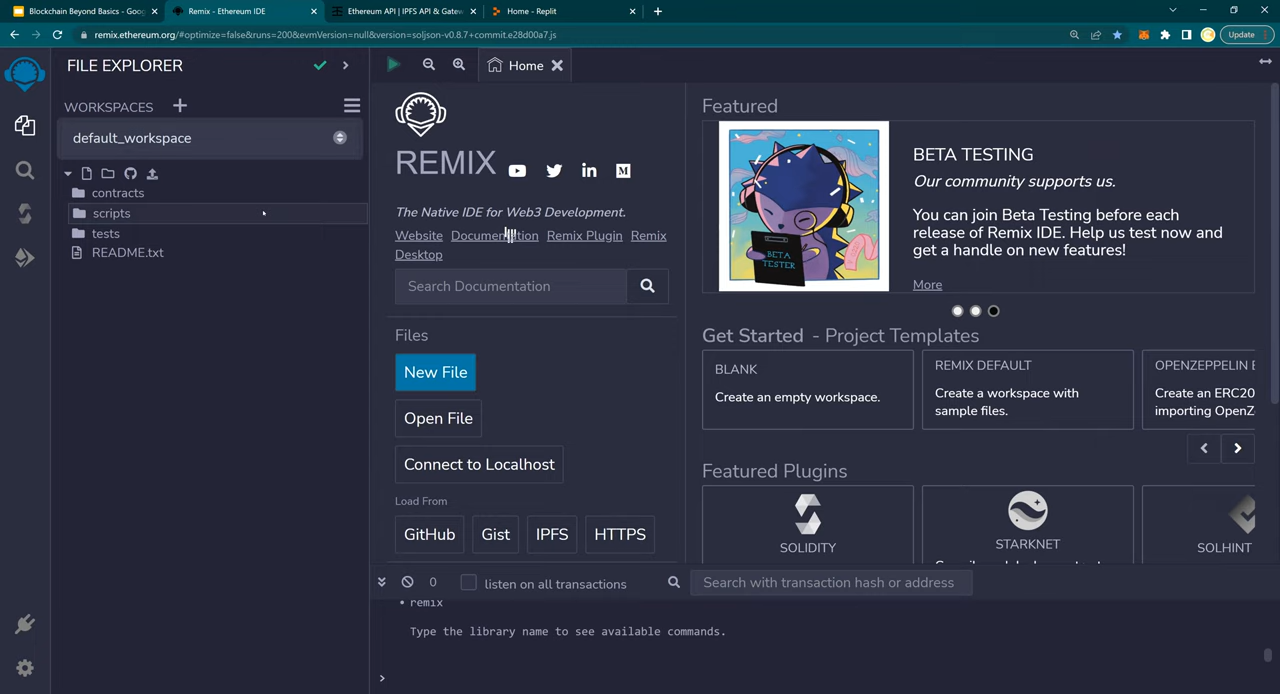 Blockchain Beyond Basics - Goog
Remix - Ethereum IDE
Ethereum API | IPFS API & Gatew
Home - Replit
remix.ethereum.org/#optimize=false&runs=200&evmVersion=null&version=soljson-v0.8.7+commit.e28d00a7.js
Update
FILE EXPLORER
WORKSPACES
default_workspace
contracts
scripts
tests
README.txt
Home
REMIX
The Native IDE for Web3 Development.
Website Documentation Remix Plugin Remix
Desktop
Search Documentation
Files
New File
Open File
Connect to Localhost
Load From
GitHub Gist IPFS HTTPS
Featured
BETA TESTER
BETA TESTING
Our community supports us.
You can join Beta Testing before each
release of Remix IDE. Help us test now and
get a handle on new features!
More
Get Started - Project Templates
BLANK
Create an empty workspace.
REMIX DEFAULT
Create a workspace with
sample files.
OPENZEPPELIN E
Create an ERC20
importing OpenZe
Featured Plugins
SOLIDITY
STARKNET
SOLHINT
0
listen on all transactions
Search with transaction hash or address
• remix
Type the library name to see available commands.
>